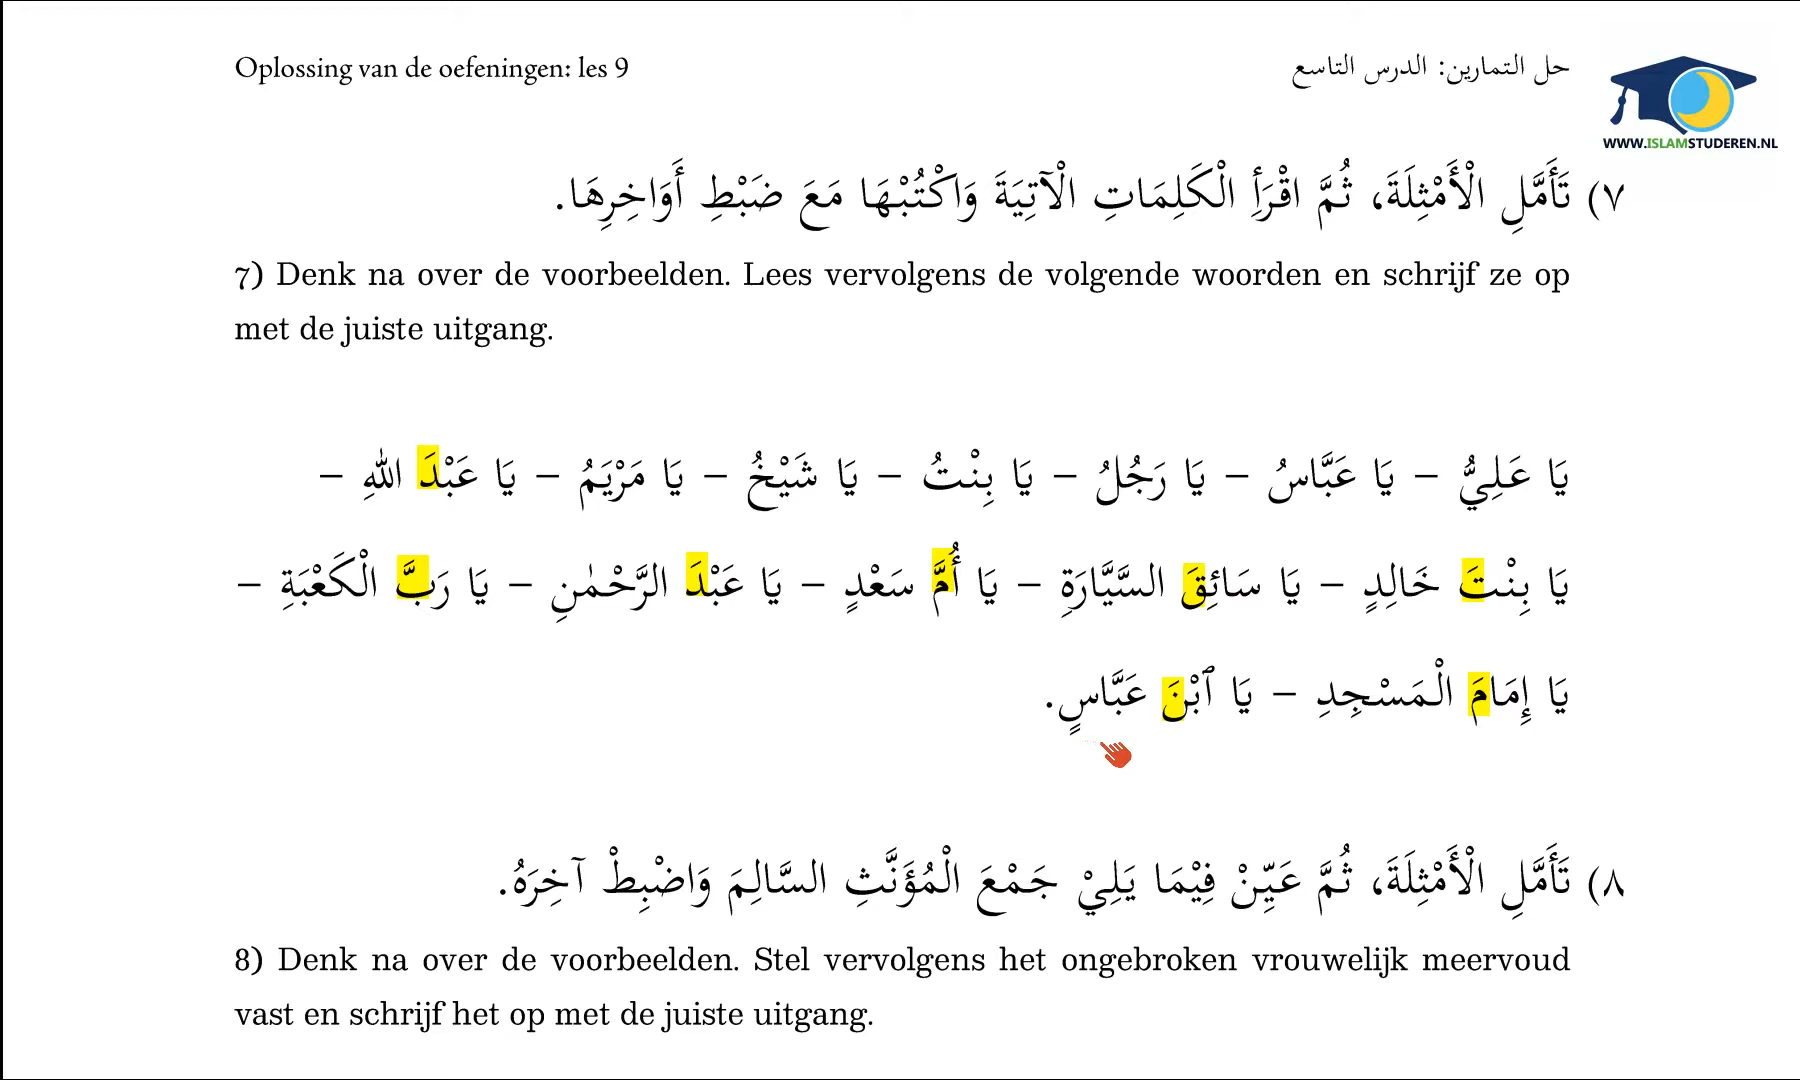 Oplossing van de oefeningen: les 9
حل التمارين: الدرس التاسع
WWW.ISLAMSTUDEREN.NL
٧) تَأَمَّلِ الْأَمْثِلَةَ، ثُمَّ اقْرَأِ الْكَلِمَاتِ الْآتِيَةَ وَاكْتُبْهَا مَعَ ضَبْطِ أَوَاخِرِهَا.
7) Denk na over de voorbeelden. Lees vervolgens de volgende woorden en schrijf ze op
met de juiste uitgang.
يَا عَلِيُّ – يَا عَبَّاسُ – يَا رَجُلُ – يَا بِنْتُ – يَا شَيْخُ – يَا مَرْيَمُ – يَا عَبْدَ اللهِ –
يَا بِنْتَ خَالِدٍ – يَا سَائِقَ السَّيَّارَةِ – يَا أُمَّ سَعْدٍ – يَا عَبْدَ الرَّحْمٰنِ – يَا رَبَّ الْكَعْبَةِ –
يَا إِمَامَ الْمَسْجِدِ – يَا ٱبْنَ عَبَّاسٍ.
٨) تَأَمَّلِ الْأَمْثِلَةَ، ثُمَّ عَيِّنْ فِيْمَا يَلِيْ جَمْعَ الْمُؤَنَّثِ السَّالِمَ وَاضْبِطْ آخِرَهُ.
8) Denk na over de voorbeelden. Stel vervolgens het ongebroken vrouwelijk meervoud
vast en schrijf het op met de juiste uitgang.